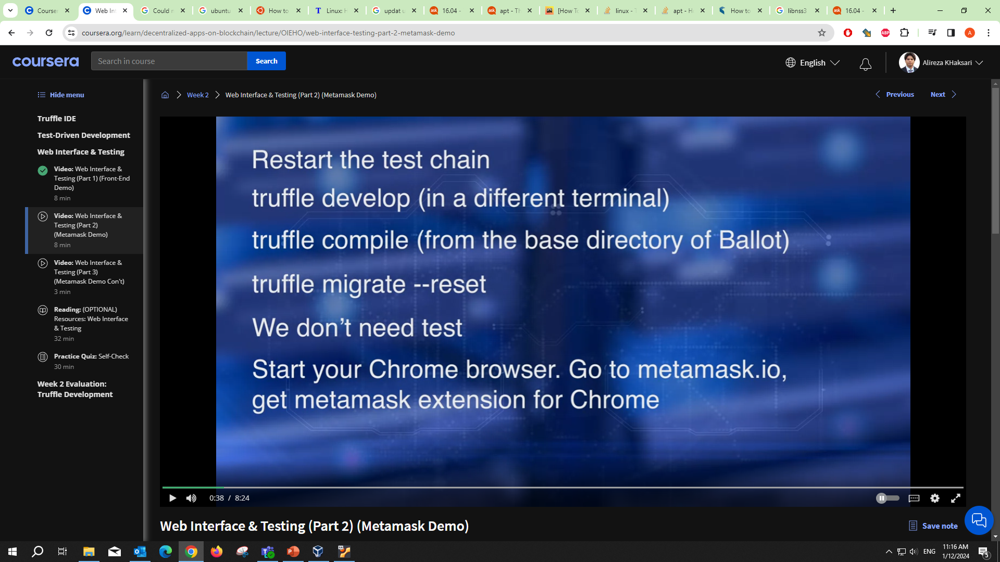 Course
Web Int
Could n
ubuntu
How to
Linux: H
updat u
16.04 -
apt - Th
[How To
linux - T
apt - Ho
How to
libnss3
16.04 -
coursera.org/learn/decentralized-apps-on-blockchain/lecture/OIEHO/web-interface-testing-part-2-metamask-demo
ABP
A
coursera
Search in course
Search
English
Alireza KHaksari
Hide menu
Week 2
Web Interface & Testing (Part 2) (Metamask Demo)
Previous
Next
Truffle IDE
Test-Driven Development
Web Interface & Testing
Video: Web Interface &
Testing (Part 1) (Front-End
Demo)
8 min
Video: Web Interface &
Testing (Part 2)
(Metamask Demo)
8 min
Video: Web Interface &
Testing (Part 3)
(Metamask Demo Con't)
3 min
Reading: (OPTIONAL)
Resources: Web Interface
& Testing
32 min
Practice Quiz: Self-Check
30 min
Week 2 Evaluation:
Truffle Development
Restart the test chain
truffle develop (in a different terminal)
truffle compile (from the base directory of Ballot)
truffle migrate --reset
We don’t need test
Start your Chrome browser. Go to metamask.io,
get metamask extension for Chrome
0:38 / 8:24
Web Interface & Testing (Part 2) (Metamask Demo)
Save note
ENG
11:16 AM
1/12/2024
5